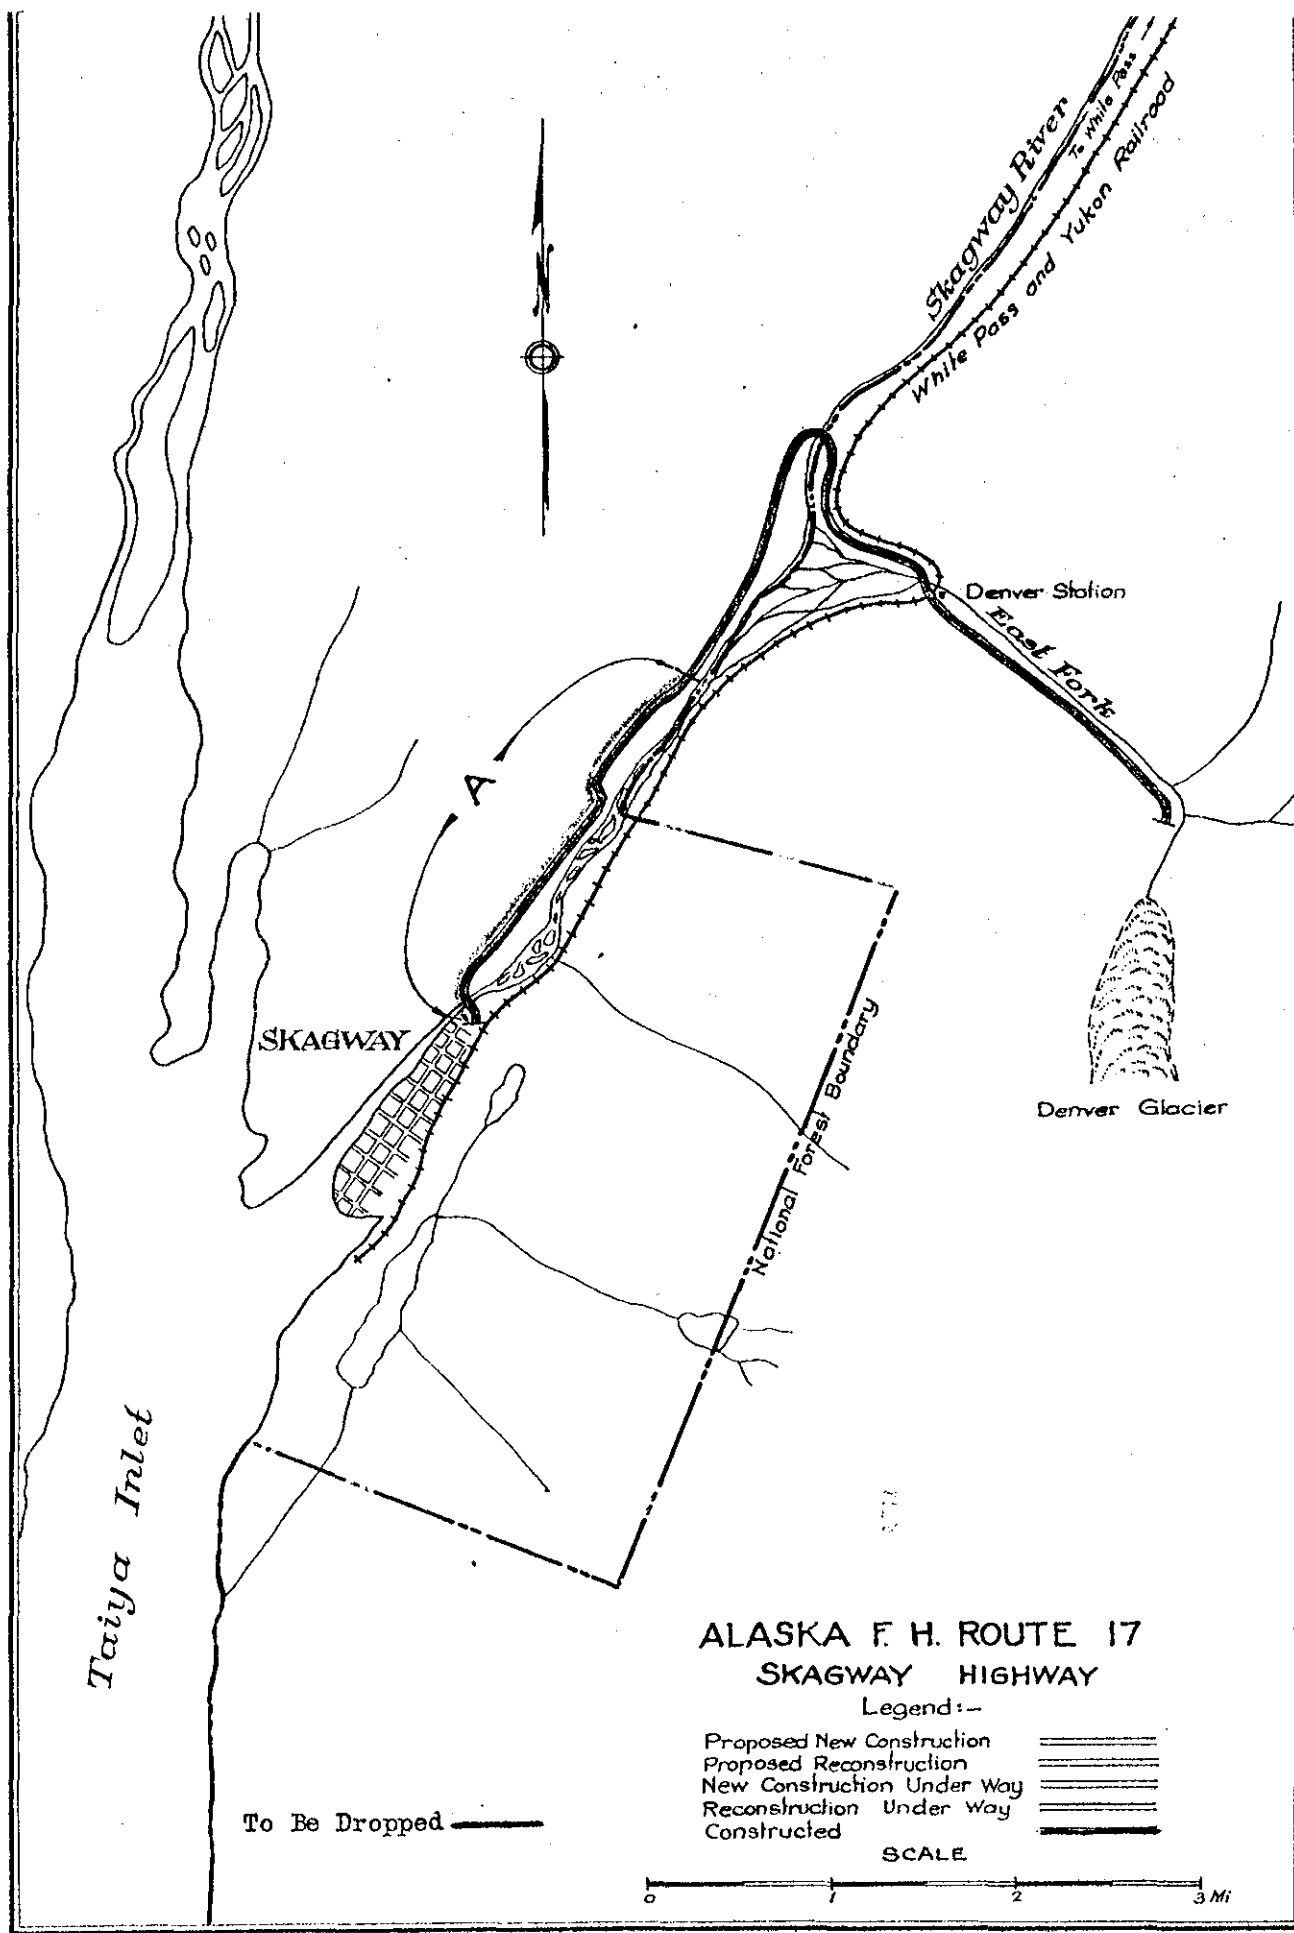 To White Pass
Skagway River
White Pass and Yukon Railroad
N
Denver Station
East Fork
A
SKAGWAY
National Forest Boundary
Denver Glacier
Taiya Inlet
ALASKA F. H. ROUTE 17
SKAGWAY HIGHWAY
Legend:-
Proposed New Construction
Proposed Reconstruction
New Construction Under Way
Reconstruction Under Way
Constructed
To Be Dropped
SCALE
0 1 2 3 Mi